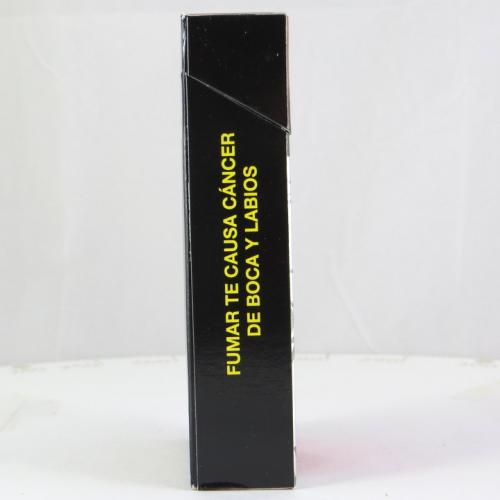 FUMAR TE CAUSA CÁNCER
DE BOCA Y LABIOS